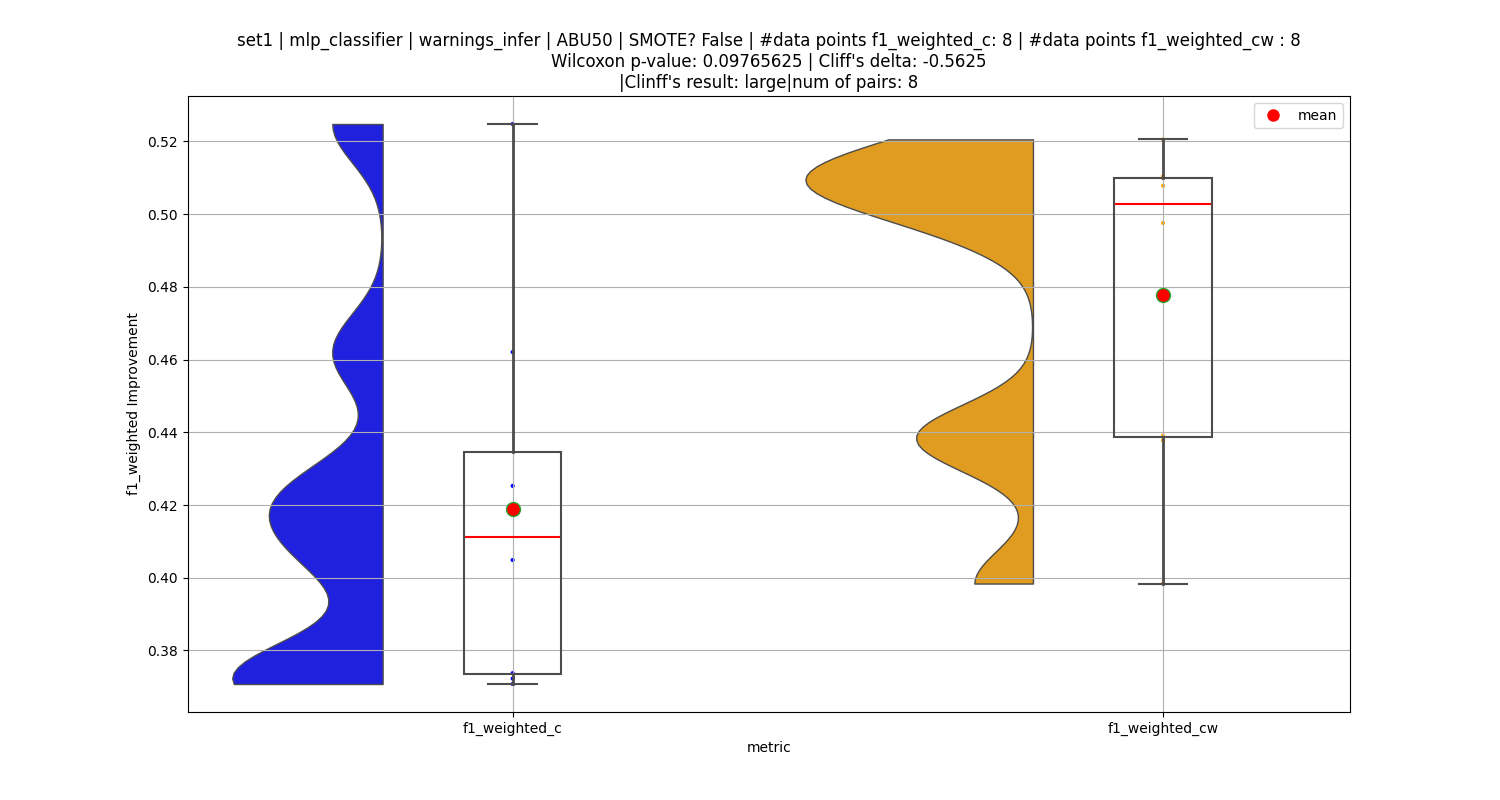 set1 | mlp_classifier | warnings_infer | ABU50 | SMOTE? False | #data points f1_weighted_c: 8 | #data points f1_weighted_cw : 8
Wilcoxon p-value: 0.09765625 | Cliff's delta: -0.5625
|Clinff's result: large|num of pairs: 8
mean
0.52
0.50
0.48
0.46
0.44
0.42
0.40
0.38
f1_weighted Improvement
f1_weighted_c
f1_weighted_cw
metric